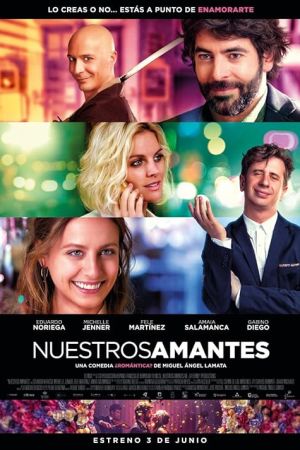 LO CREAS O NO... ESTÁS A PUNTO DE ENAMORARTE
EDUARDO NORIEGA
MICHELLE JENNER
FELE MARTÍNEZ
AMAIA SALAMANCA
GABINO DIEGO
NUESTROSAMANTES
UNA COMEDIA ¿ROMÁNTICA? DE MIGUEL ÁNGEL LAMATA
ESTRENO 3 DE JUNIO